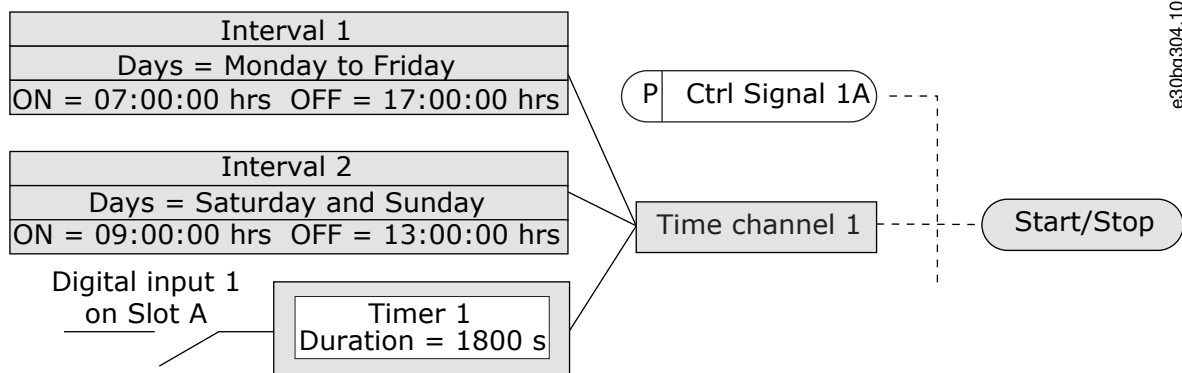 Interval 1
Days = Monday to Friday
ON = 07:00:00 hrs OFF = 17:00:00 hrs
Interval 2
Days = Saturday and Sunday
ON = 09:00:00 hrs OFF = 13:00:00 hrs
Digital input 1
on Slot A
Timer 1
Duration = 1800 s
P Ctrl Signal 1A
Time channel 1
Start/Stop
e30bg304.10